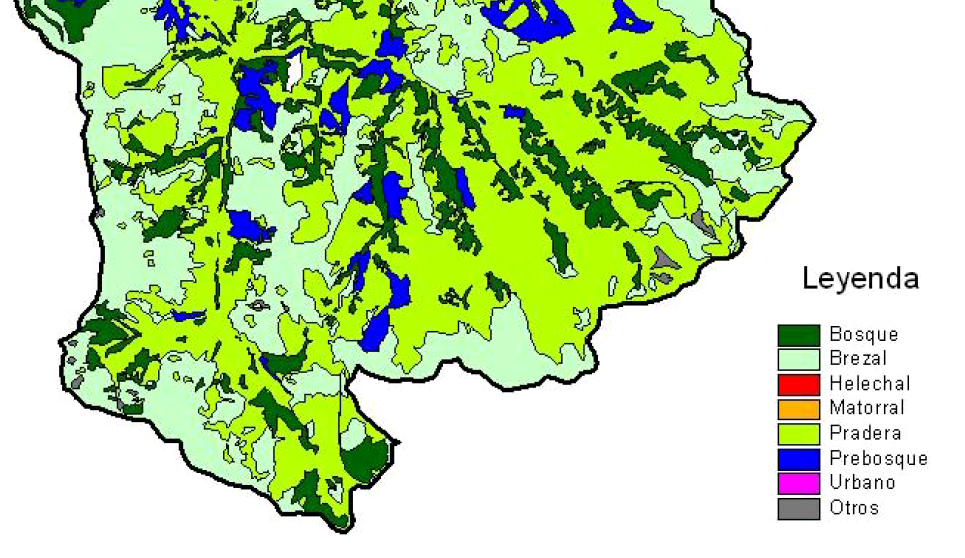 Leyenda
Bosque
Brezal
Helechal
Matorral
Pradera
Prebosque
Urbano
Otros